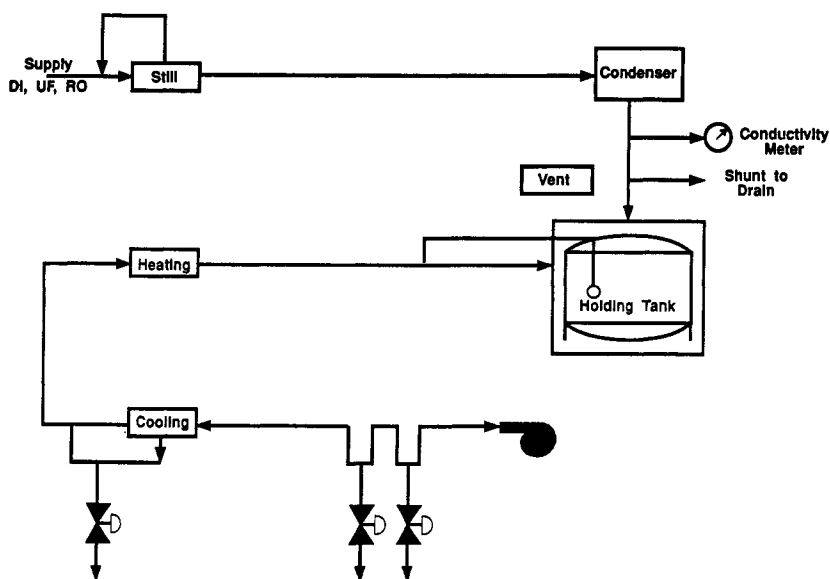 Supply
DI, UF, RO
Still
Condenser
Conductivity
Meter
Vent
Shunt to
Drain
Heating
Holding Tank
Cooling